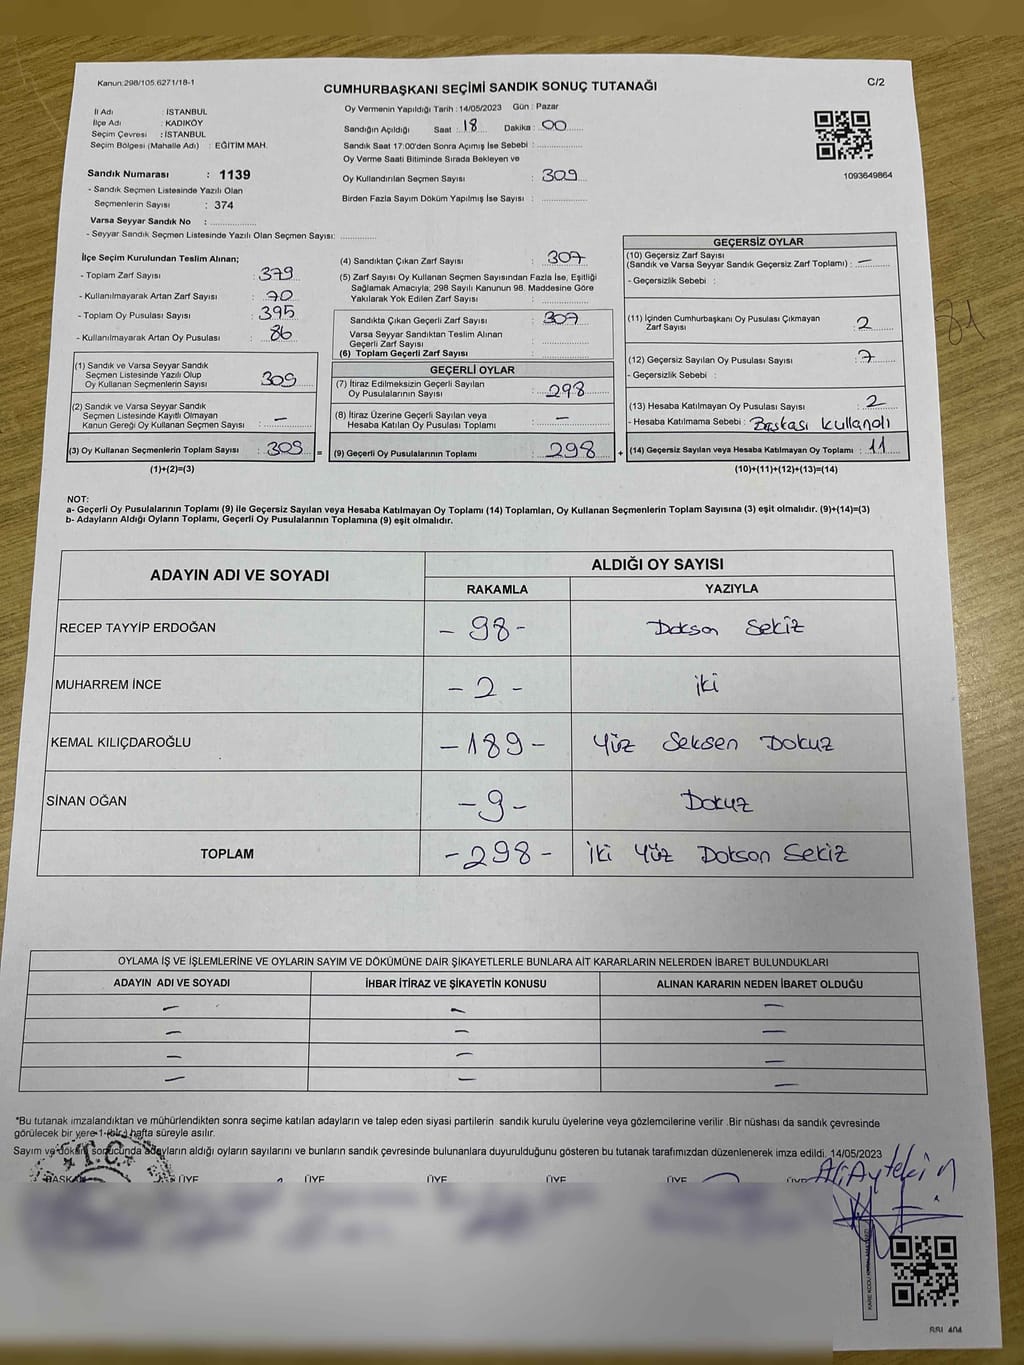 Kanun:298/105 6271/18-1
CUMHURBAŞKANI SEÇİMİ SANDIK SONUÇ TUTANAĞI
C/2
İl Adı : İSTANBUL
İlçe Adı : KADIKÖY
Seçim Çevresi : İSTANBUL
Seçim Bölgesi (Mahalle Adı) : EĞİTİM MAH.
Sandık Numarası : 1139
- Sandık Seçmen Listesinde Yazılı Olan
Seçmenlerin Sayısı : 374
Varsa Seyyar Sandık No :
- Seyyar Sandık Seçmen Listesinde Yazılı Olan Seçmen Sayısı:
Oy Vermenin Yapıldığı Tarih : 14/05/2023 Gün : Pazar
Sandığın Açıldığı Saat : 18 Dakika : 00
Sandık Saat 17:00'den Sonra Açımış İse Sebebi :
Oy Verme Saati Bitiminde Sırada Bekleyen ve
Oy Kullandırılan Seçmen Sayısı : 309
Birden Fazla Sayım Döküm Yapılmış İse Sayısı :
1093649864
İlçe Seçim Kurulundan Teslim Alınan;
- Toplam Zarf Sayısı : 379
- Kullanılmayarak Artan Zarf Sayısı : 70
- Toplam Oy Pusulası Sayısı : 395
- Kullanılmayarak Artan Oy Pusulası : 86
(1) Sandık ve Varsa Seyyar Sandık
Seçmen Listesinde Yazılı Olup
Oy Kullanan Seçmenlerin Sayısı : 309
(2) Sandık ve Varsa Seyyar Sandık
Seçmen Listesinde Kayıtlı Olmayan
Kanun Gereği Oy Kullanan Seçmen Sayısı : —
(3) Oy Kullanan Seçmenlerin Toplam Sayısı : 309 =
(1)+(2)=(3)
(4) Sandıktan Çıkan Zarf Sayısı : 307
(5) Zarf Sayısı Oy Kullanan Seçmen Sayısından Fazla İse, Eşitliği
Sağlamak Amacıyla; 298 Sayılı Kanunun 98. Maddesine Göre
Yakılarak Yok Edilen Zarf Sayısı :
Sandıkta Çıkan Geçerli Zarf Sayısı : 307
Varsa Seyyar Sandıktan Teslim Alınan
Geçerli Zarf Sayısı :
(6) Toplam Geçerli Zarf Sayısı :
GEÇERLİ OYLAR
(7) İtiraz Edilmeksizin Geçerli Sayılan
Oy Pusulalarının Sayısı : 298
(8) İtiraz Üzerine Geçerli Sayılan veya
Hesaba Katılan Oy Pusulası Toplamı : —
(9) Geçerli Oy Pusulalarının Toplamı : 298 +
GEÇERSİZ OYLAR
(10) Geçersiz Zarf Sayısı
(Sandık ve Varsa Seyyar Sandık Geçersiz Zarf Toplamı) : —
- Geçersizlik Sebebi :
(11) İçinden Cumhurbaşkanı Oy Pusulası Çıkmayan
Zarf Sayısı : 2
(12) Geçersiz Sayılan Oy Pusulası Sayısı : 7
- Geçersizlik Sebebi :
(13) Hesaba Katılmayan Oy Pusulası Sayısı : 2
- Hesaba Katılmama Sebebi : Başkası kullandı
(14) Geçersiz Sayılan veya Hesaba Katılmayan Oy Toplamı : 11
(10)+(11)+(12)+(13)=(14)
NOT:
a- Geçerli Oy Pusulalarının Toplamı (9) ile Geçersiz Sayılan veya Hesaba Katılmayan Oy Toplamı (14) Toplamları, Oy Kullanan Seçmenlerin Toplam Sayısına (3) eşit olmalıdır. (9)+(14)=(3)
b- Adayların Aldığı Oyların Toplamı, Geçerli Oy Pusulalarının Toplamına (9) eşit olmalıdır.
ADAYIN ADI VE SOYADI
ALDIĞI OY SAYISI
RAKAMLA YAZIYLA
RECEP TAYYİP ERDOĞAN - 98 - Dokson Sekiz
MUHARREM İNCE - 2 - iki
KEMAL KILIÇDAROĞLU - 189 - Yüz Seksen Dokuz
SİNAN OĞAN - 9 - Dokuz
TOPLAM - 298 - İki Yüz Dokson Sekiz
OYLAMA İŞ VE İŞLEMLERİNE VE OYLARIN SAYIM VE DÖKÜMÜNE DAİR ŞİKAYETLERLE BUNLARA AİT KARARLARIN NELERDEN İBARET BULUNDUKLARI
ADAYIN ADI VE SOYADI İHBAR İTİRAZ VE ŞİKAYETİN KONUSU ALINAN KARARIN NEDEN İBARET OLDUĞU
— — —
— — —
— — —
— — —
*Bu tutanak imzalandıktan ve mühürlendikten sonra seçime katılan adayların ve talep eden siyasi partilerin sandık kurulu üyelerine veya gözlemcilerine verilir .Bir nüshası da sandık çevresinde
görülecek bir yere 1 (bir) hafta süreyle asılır.
Sayım ve döküm sonucunda adayların aldığı oyların sayılarını ve bunların sandık çevresinde bulunanlara duyurulduğunu gösteren bu tutanak tarafımızdan düzenlenerek imza edildi. 14/05/2023
T.C.
BAŞKAN ÜYE ÜYE ÜYE ÜYE ÜYE ÜYE
Ali Aytekin